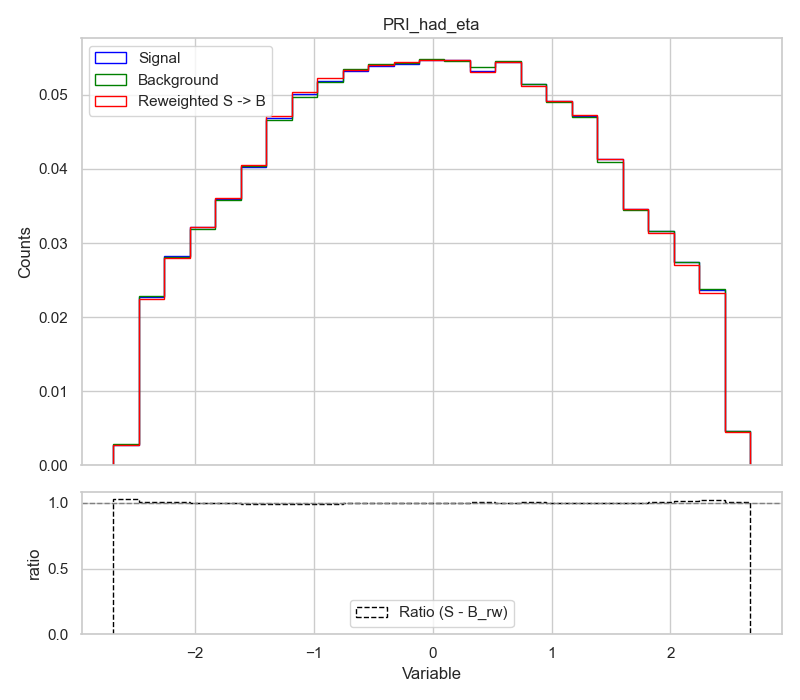 PRI_had_eta
Signal
Background
Reweighted S -> B
Counts
0.05
0.04
0.03
0.02
0.01
0.00
ratio
1.0
0.5
0.0
Ratio (S - B_rw)
−2
−1
0
1
2
Variable